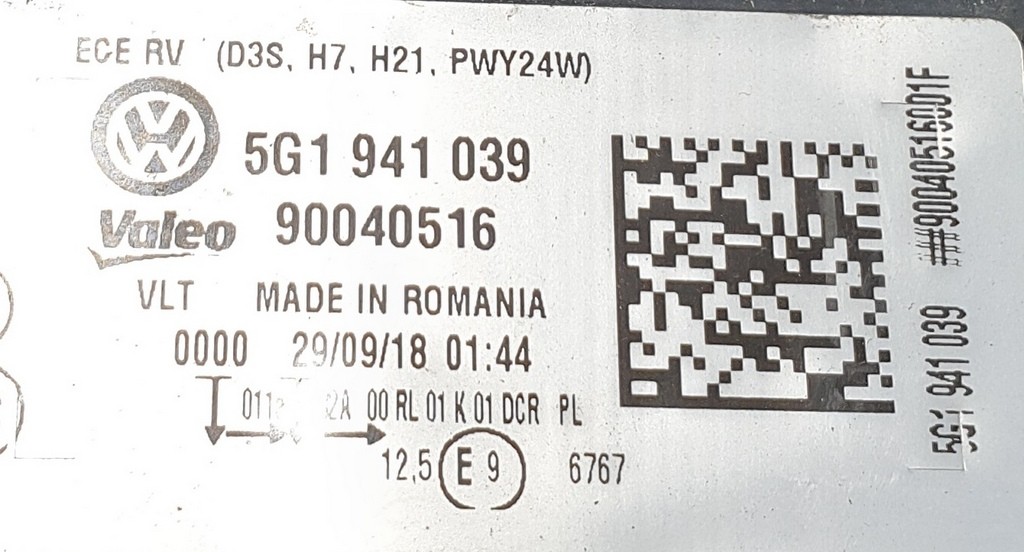 ECE RV (D3S, H7, H21, PWY24W)
5G1 941 039
Valeo 90040516
VLT MADE IN ROMANIA
0000 29/09/18 01:44
00 RL 01 K 01 DCR PL
12,5 E 9 6767
5G1 941 039 ##90040516001F